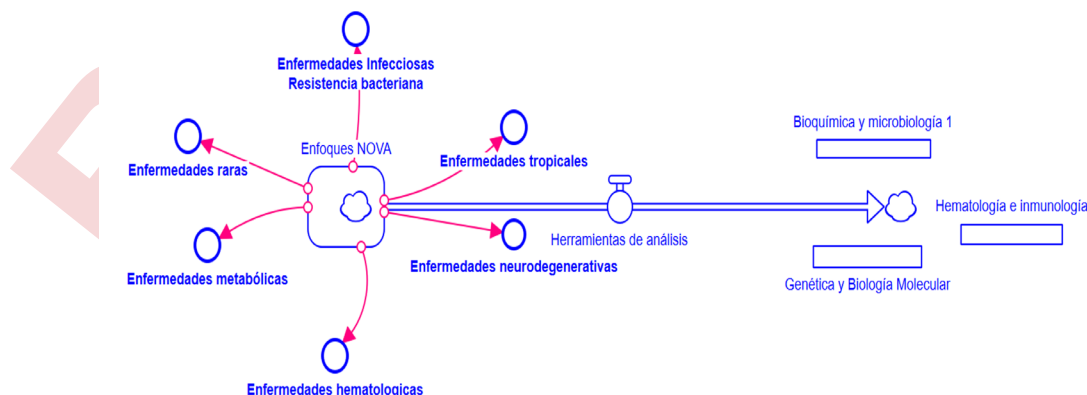 Enfermedades Infecciosas
Resistencia bacteriana
Enfoques NOVA
Enfermedades raras
Enfermedades tropicales
Enfermedades metabólicas
Enfermedades neurodegenerativas
Enfermedades hematologicas
Herramientas de análisis
Bioquímica y microbiología 1
Hematología e inmunología
Genética y Biología Molecular